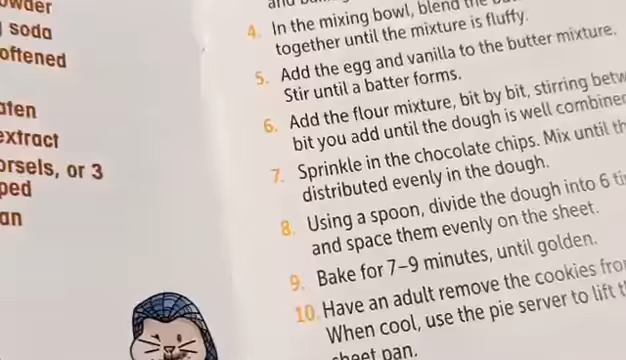 owder
soda
oftened
aten
extract
orsels, or 3
ped
an
4. In the mixing bowl, blend the
together until the mixture is fluffy.
5. Add the egg and vanilla to the butter mixture.
Stir until a batter forms.
6. Add the flour mixture, bit by bit, stirring betw
bit you add until the dough is well combine
7. Sprinkle in the chocolate chips. Mix until th
distributed evenly in the dough.
8. Using a spoon, divide the dough into 6 ti
and space them evenly on the sheet.
9. Bake for 7–9 minutes, until golden.
10. Have an adult remove the cookies fro
When cool, use the pie server to lift t
sheet pan.